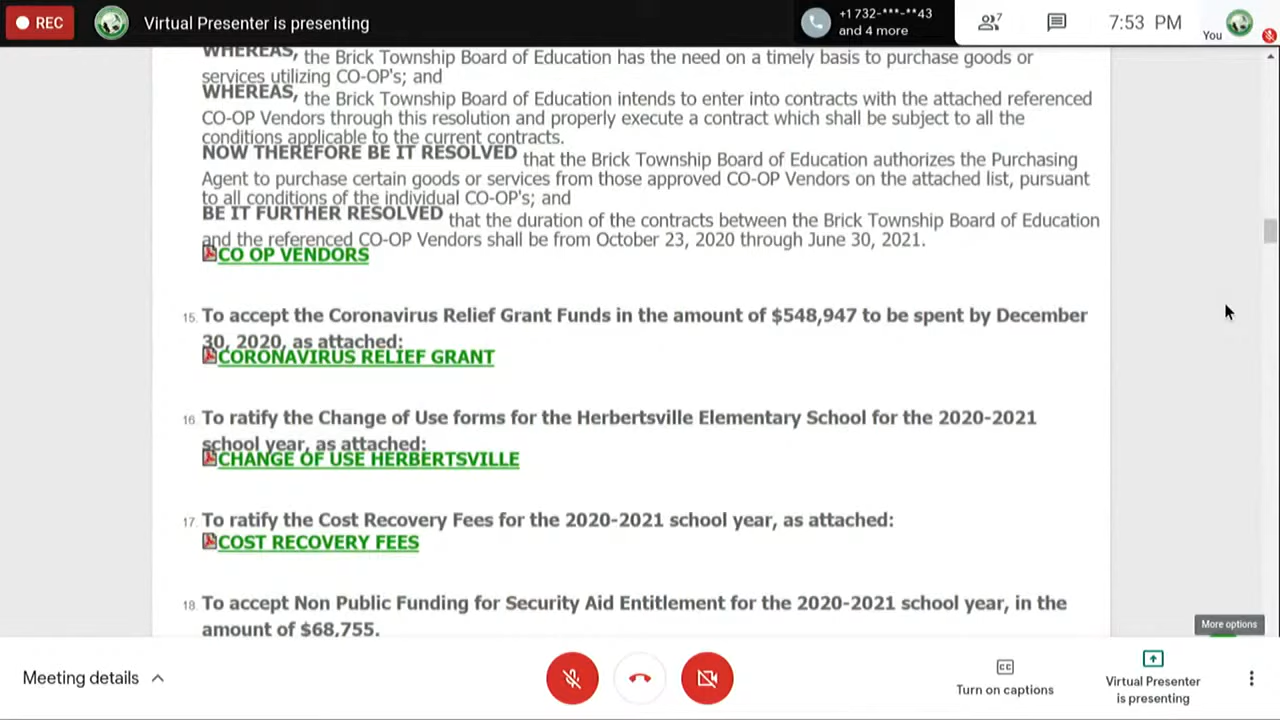 REC
Virtual Presenter is presenting
+1 732-***-**43
and 4 more
7
7:53 PM
You
WHEREAS, the Brick Township Board of Education has the need on a timely basis to purchase goods or
services utilizing CO-OP's; and
WHEREAS, the Brick Township Board of Education intends to enter into contracts with the attached referenced
CO-OP Vendors through this resolution and properly execute a contract which shall be subject to all the
conditions applicable to the current contracts.
NOW THEREFORE BE IT RESOLVED that the Brick Township Board of Education authorizes the Purchasing
Agent to purchase certain goods or services from those approved CO-OP Vendors on the attached list, pursuant
to all conditions of the individual CO-OP's; and
BE IT FURTHER RESOLVED that the duration of the contracts between the Brick Township Board of Education
and the referenced CO-OP Vendors shall be from October 23, 2020 through June 30, 2021.
CO OP VENDORS
15. To accept the Coronavirus Relief Grant Funds in the amount of $548,947 to be spent by December
30, 2020, as attached:
CORONAVIRUS RELIEF GRANT
16. To ratify the Change of Use forms for the Herbertsville Elementary School for the 2020-2021
school year, as attached:
CHANGE OF USE HERBERTSVILLE
17. To ratify the Cost Recovery Fees for the 2020-2021 school year, as attached:
COST RECOVERY FEES
18. To accept Non Public Funding for Security Aid Entitlement for the 2020-2021 school year, in the
amount of $68,755.
More options
Meeting details
CC
Turn on captions
Virtual Presenter
is presenting